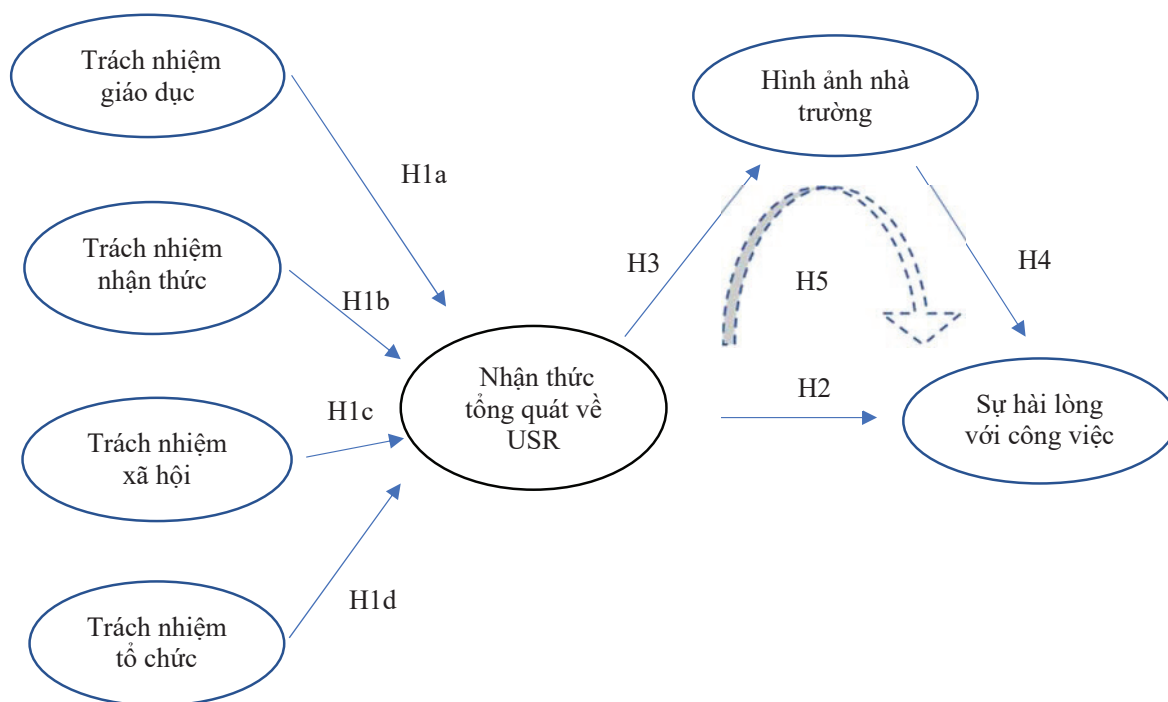 Trách nhiệm
giáo dục
Hình ảnh nhà
trường
H1a
Trách nhiệm
nhận thức
H3
H4
H5
H1b
Nhận thức
tổng quát về
USR
H2
Sự hài lòng
với công việc
H1c
Trách nhiệm
xã hội
H1d
Trách nhiệm
tổ chức